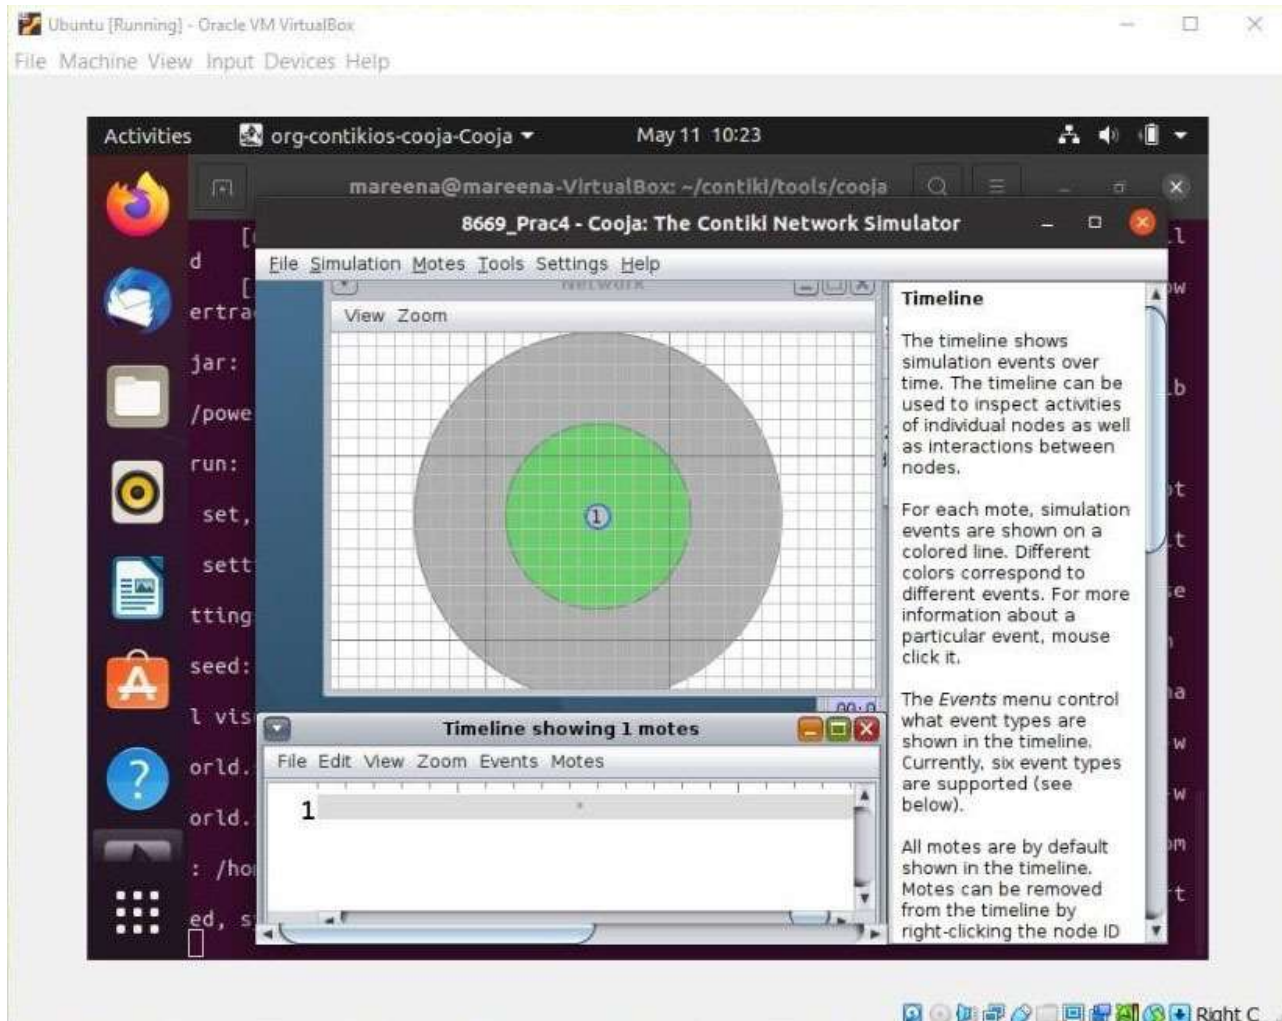 Ubuntu [Running] - Oracle VM VirtualBox
File Machine View Input Devices Help
Activities org-contikios-cooja-Cooja May 11 10:23
mareena@mareena-VirtualBox: ~/contiki/tools/cooja
8669_Prac4 - Cooja: The Contiki Network Simulator
File Simulation Motes Tools Settings Help
Network
View Zoom
1
Timeline
The timeline shows
simulation events over
time. The timeline can be
used to inspect activities
of individual nodes as well
as interactions between
nodes.
For each mote, simulation
events are shown on a
colored line. Different
colors correspond to
different events. For more
information about a
particular event, mouse
click it.
The Events menu control
what event types are
shown in the timeline.
Currently, six event types
are supported (see
below).
All motes are by default
shown in the timeline.
Motes can be removed
from the timeline by
right-clicking the node ID
Timeline showing 1 motes
File Edit View Zoom Events Motes
1
d
ertra
jar:
/powe
run:
set,
sett
tting
seed:
l vis
orld.
orld.
: /ho
ed, s
Right C